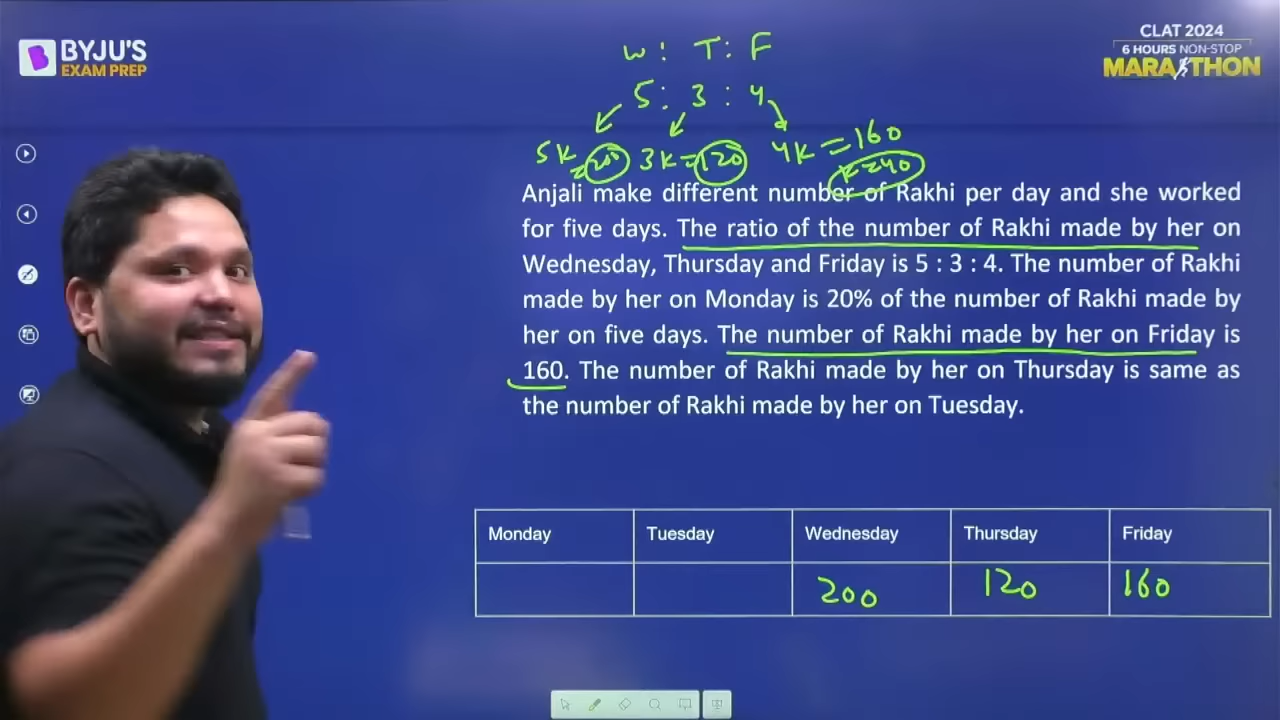 BYJU'S
EXAM PREP
CLAT 2024
6 HOURS NON-STOP
MARATHON
W : T : F
5 : 3 : 4
5K = 200 3K = 120 4K = 160
K = 40
Anjali make different number of Rakhi per day and she worked
for five days. The ratio of the number of Rakhi made by her on
Wednesday, Thursday and Friday is 5 : 3 : 4. The number of Rakhi
made by her on Monday is 20% of the number of Rakhi made by
her on five days. The number of Rakhi made by her on Friday is
160. The number of Rakhi made by her on Thursday is same as
the number of Rakhi made by her on Tuesday.
Monday Tuesday Wednesday Thursday Friday
200 120 160